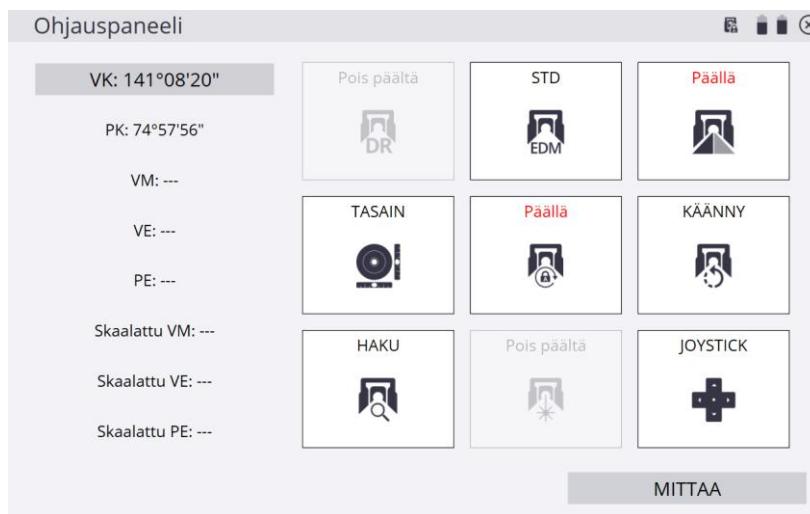 Ohjauspaneeli
VK: 141°08'20"
PK: 74°57'56"
VM: ---
VE: ---
PE: ---
Skaalattu VM: ---
Skaalattu VE: ---
Skaalattu PE: ---
Pois päältä
DR
STD
EDM
Päällä
TASAIN
Päällä
KÄÄNNY
HAKU
Pois päältä
JOYSTICK
MITTAA